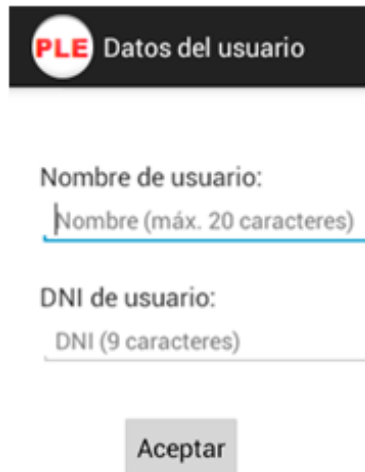 PLE Datos del usuario
Nombre de usuario:
Nombre (máx. 20 caracteres)
DNI de usuario:
DNI (9 caracteres)
Aceptar